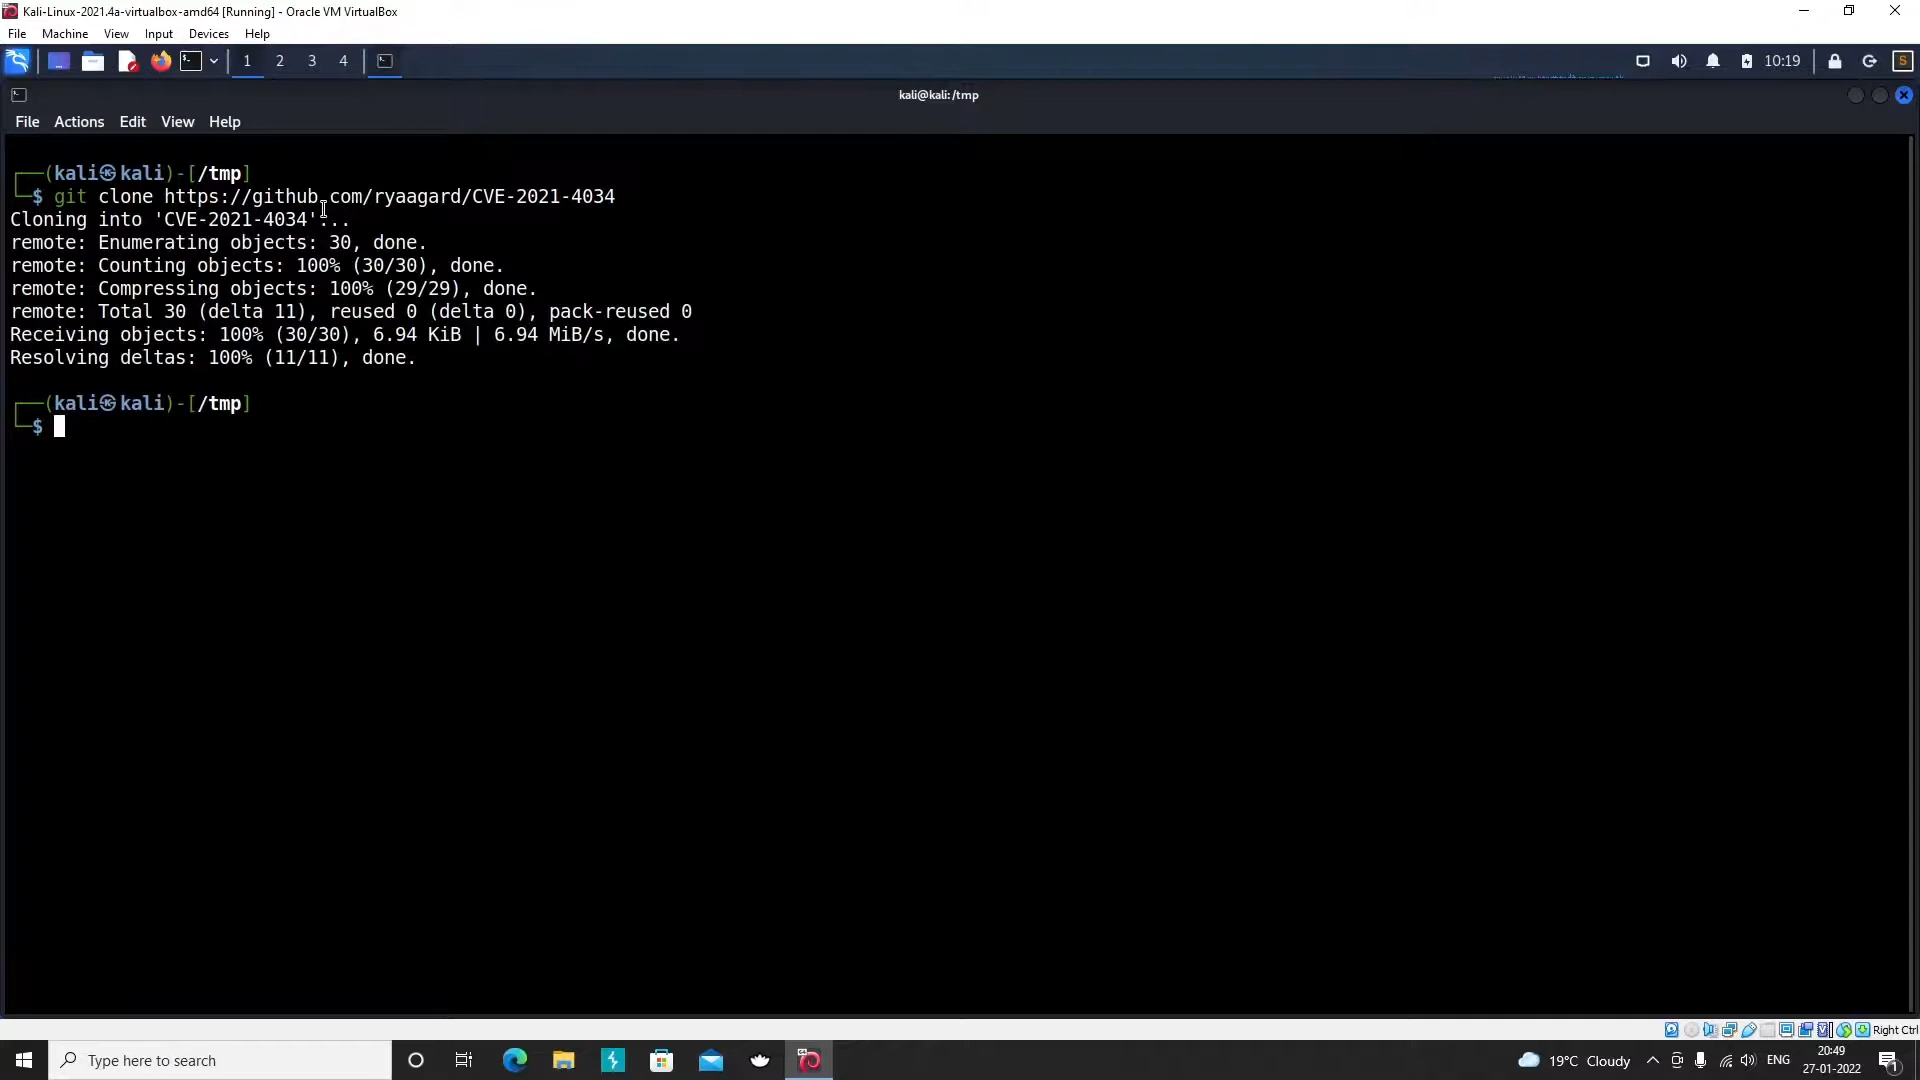 Kali-Linux-2021.4a-virtualbox-amd64 [Running] - Oracle VM VirtualBox
File Machine View Input Devices Help
1 2 3 4 10:19
kali@kali: /tmp
File Actions Edit View Help
┌──(kali㉿kali)-[/tmp]
└─$ git clone https://github.com/ryaagard/CVE-2021-4034
Cloning into 'CVE-2021-4034'...
remote: Enumerating objects: 30, done.
remote: Counting objects: 100% (30/30), done.
remote: Compressing objects: 100% (29/29), done.
remote: Total 30 (delta 11), reused 0 (delta 0), pack-reused 0
Receiving objects: 100% (30/30), 6.94 KiB | 6.94 MiB/s, done.
Resolving deltas: 100% (11/11), done.
┌──(kali㉿kali)-[/tmp]
└─$
Right Ctrl
Type here to search
19°C Cloudy
ENG
20:49
27-01-2022
1